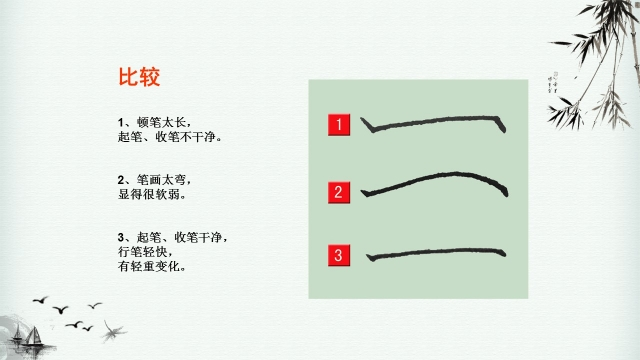 比较
1、顿笔太长，
起笔、收笔不干净。
2、笔画太弯，
显得很软弱。
3、起笔、收笔干净，
行笔轻快，
有轻重变化。
1
2
3